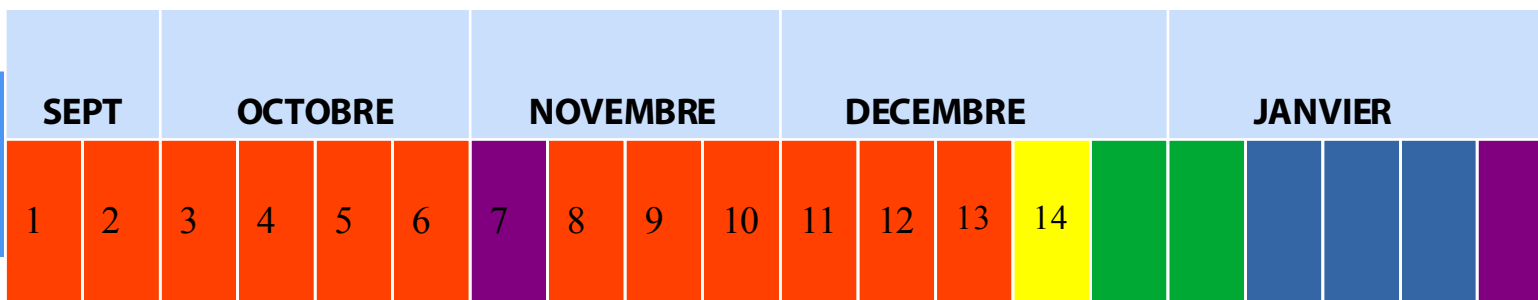 SEPT OCTOBRE NOVEMBRE DECEMBRE JANVIER
1 2 3 4 5 6 7 8 9 10 11 12 13 14